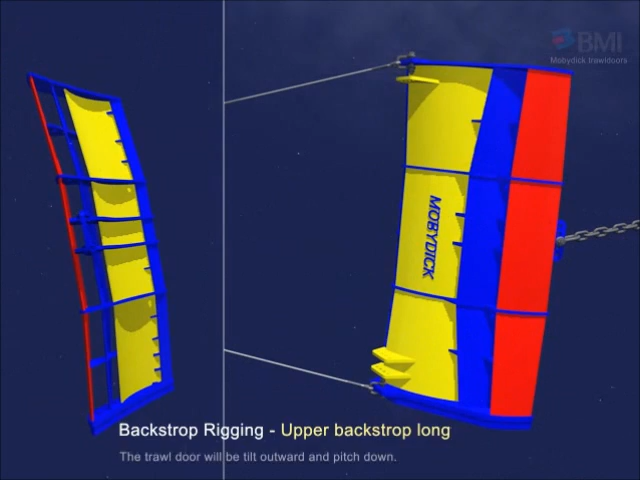 BMI
Mobydick trawldoors
MOBYDICK
Backstrop Rigging - Upper backstrop long
The trawl door will be tilt outward and pitch down.